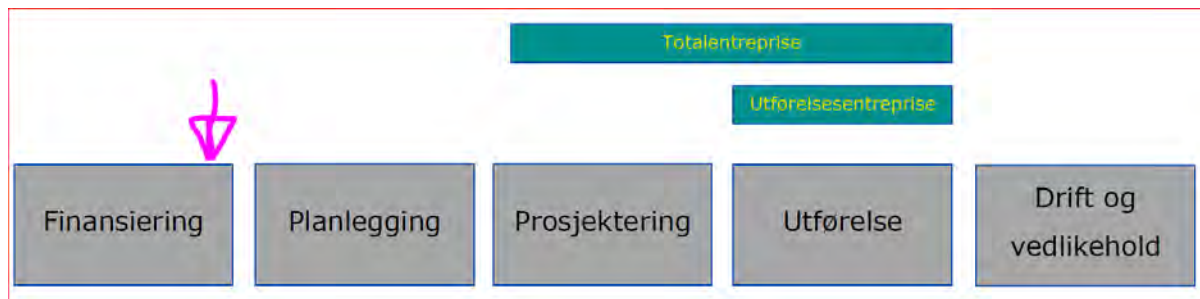 Totalentreprise
Utførelsesentreprise
Finansiering
Planlegging
Prosjektering
Utførelse
Drift og
vedlikehold